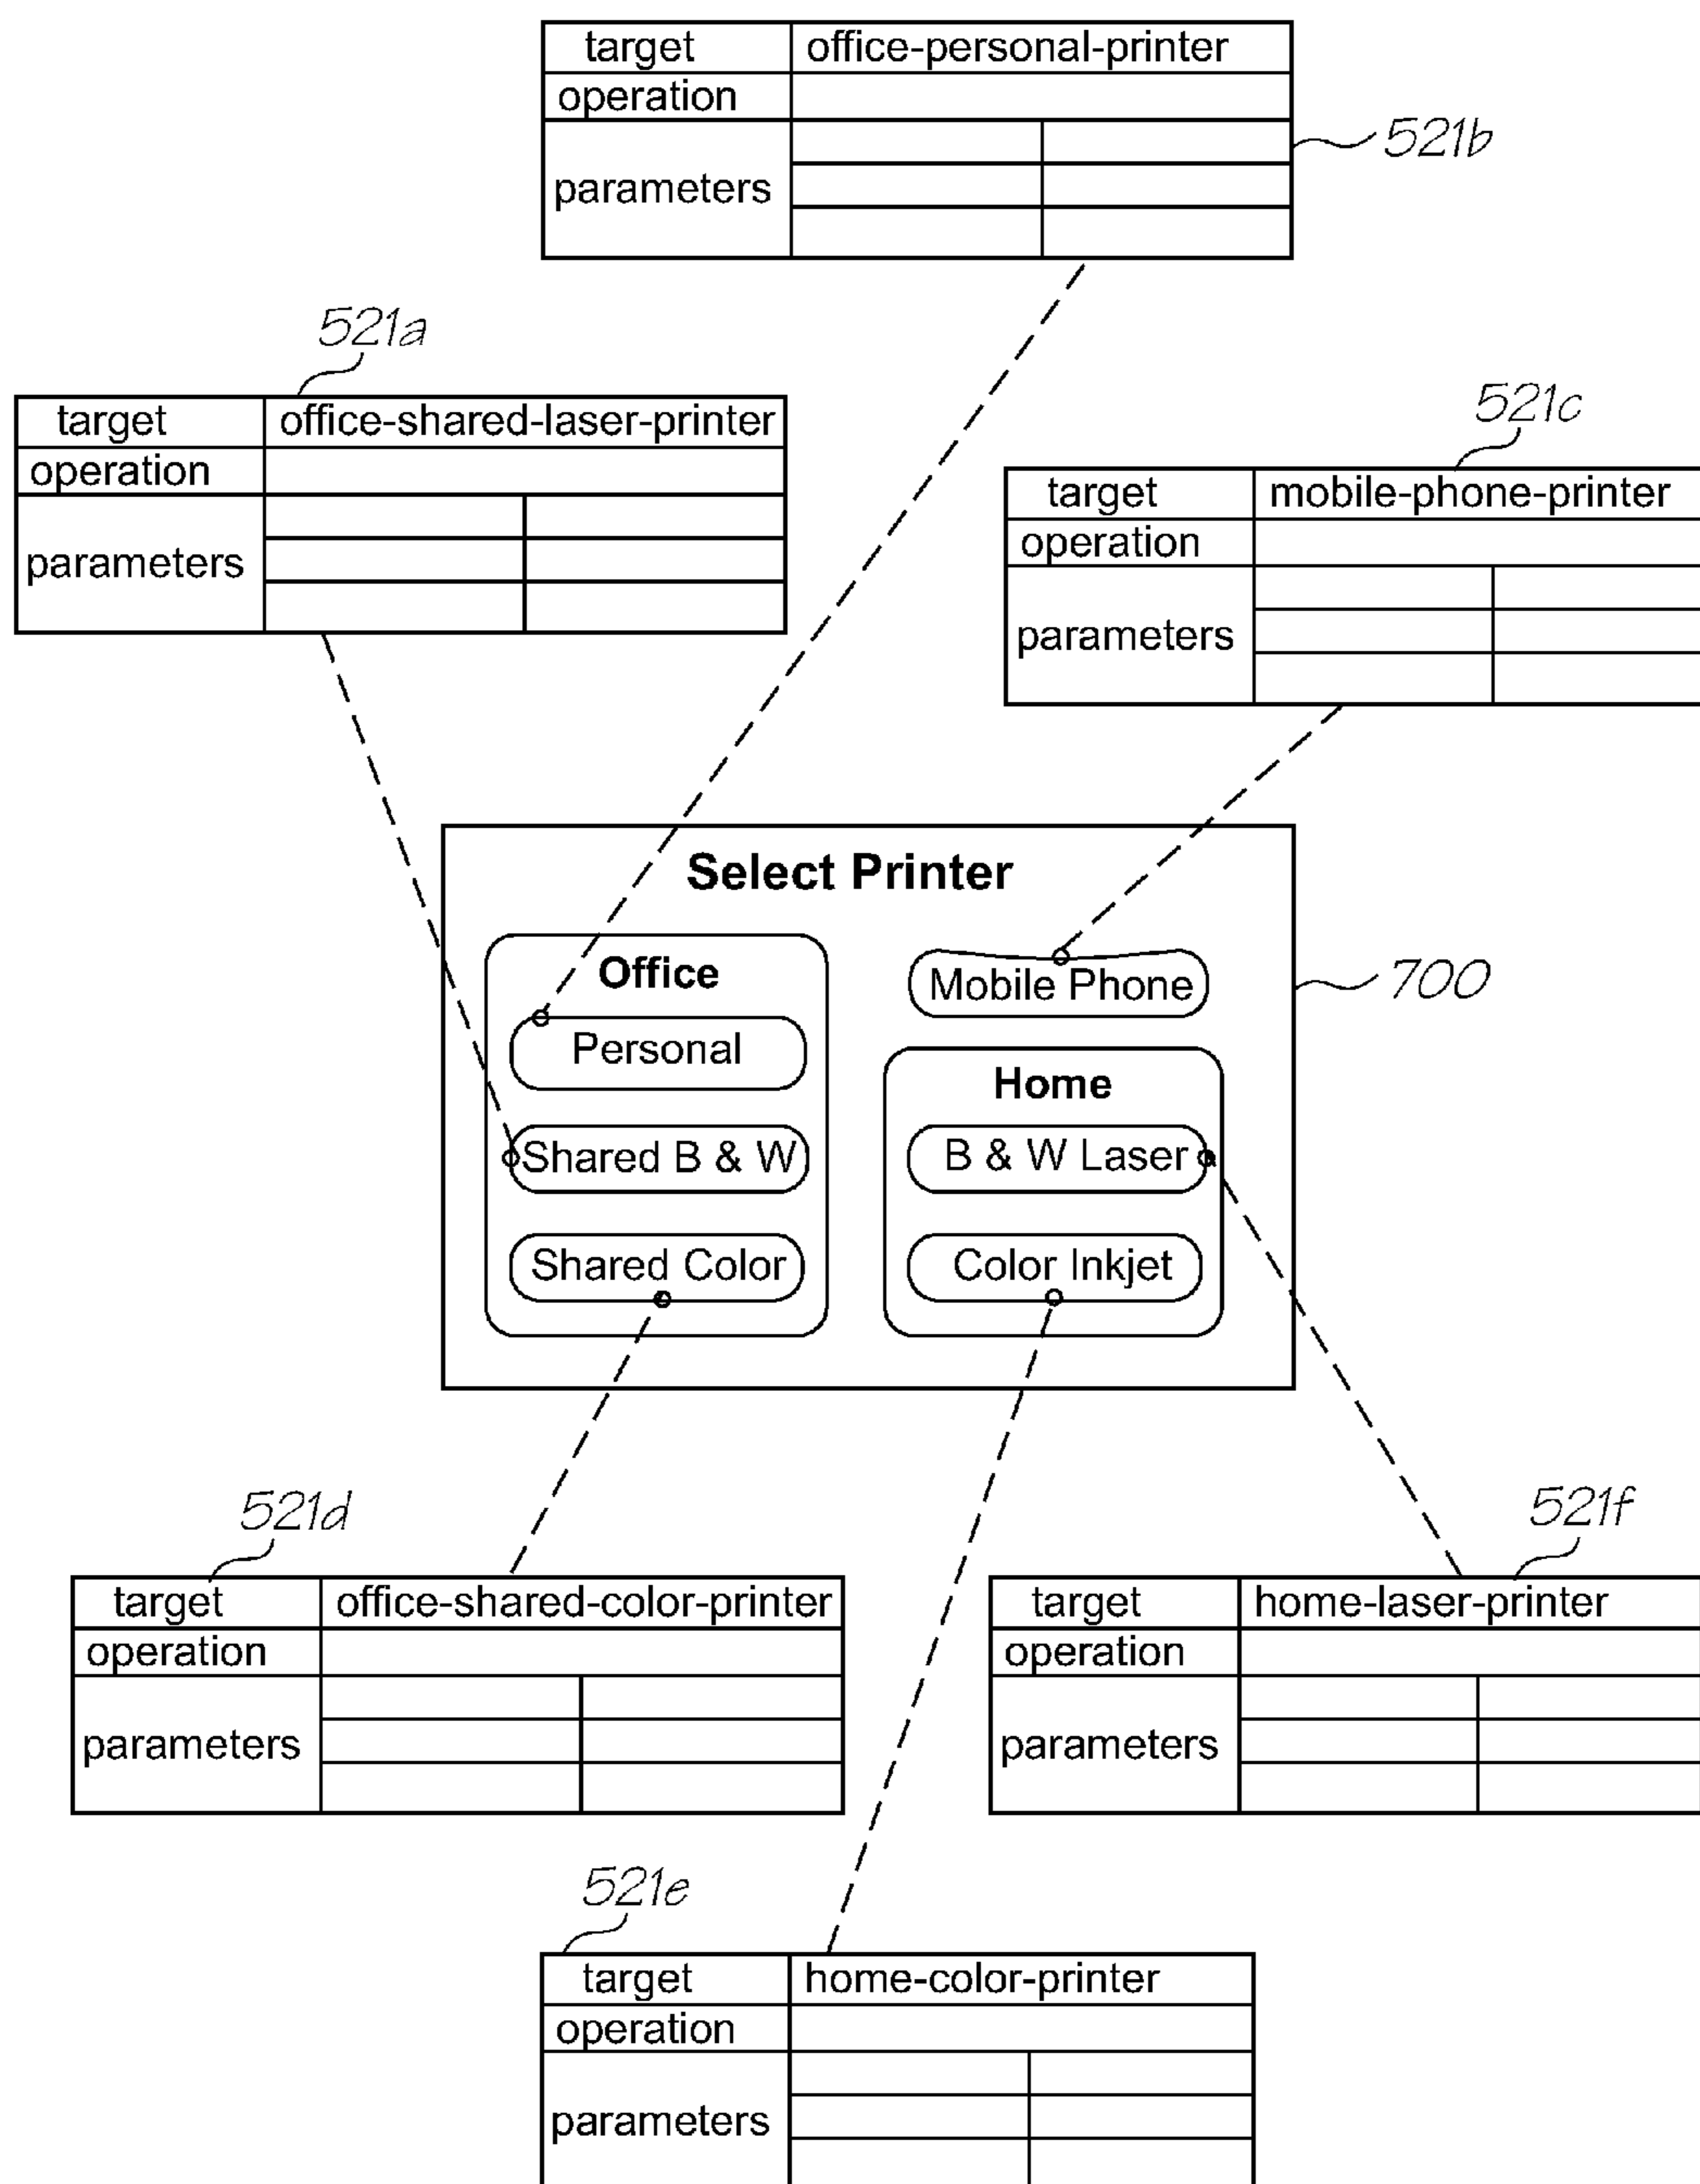 target office-personal-printer
operation
parameters
521b
521a
target office-shared-laser-printer
operation
parameters
521c
target mobile-phone-printer
operation
parameters
Select Printer
Office
Personal
Shared B & W
Shared Color
Mobile Phone
Home
B & W Laser
Color Inkjet
700
521d
target office-shared-color-printer
operation
parameters
521f
target home-laser-printer
operation
parameters
521e
target home-color-printer
operation
parameters